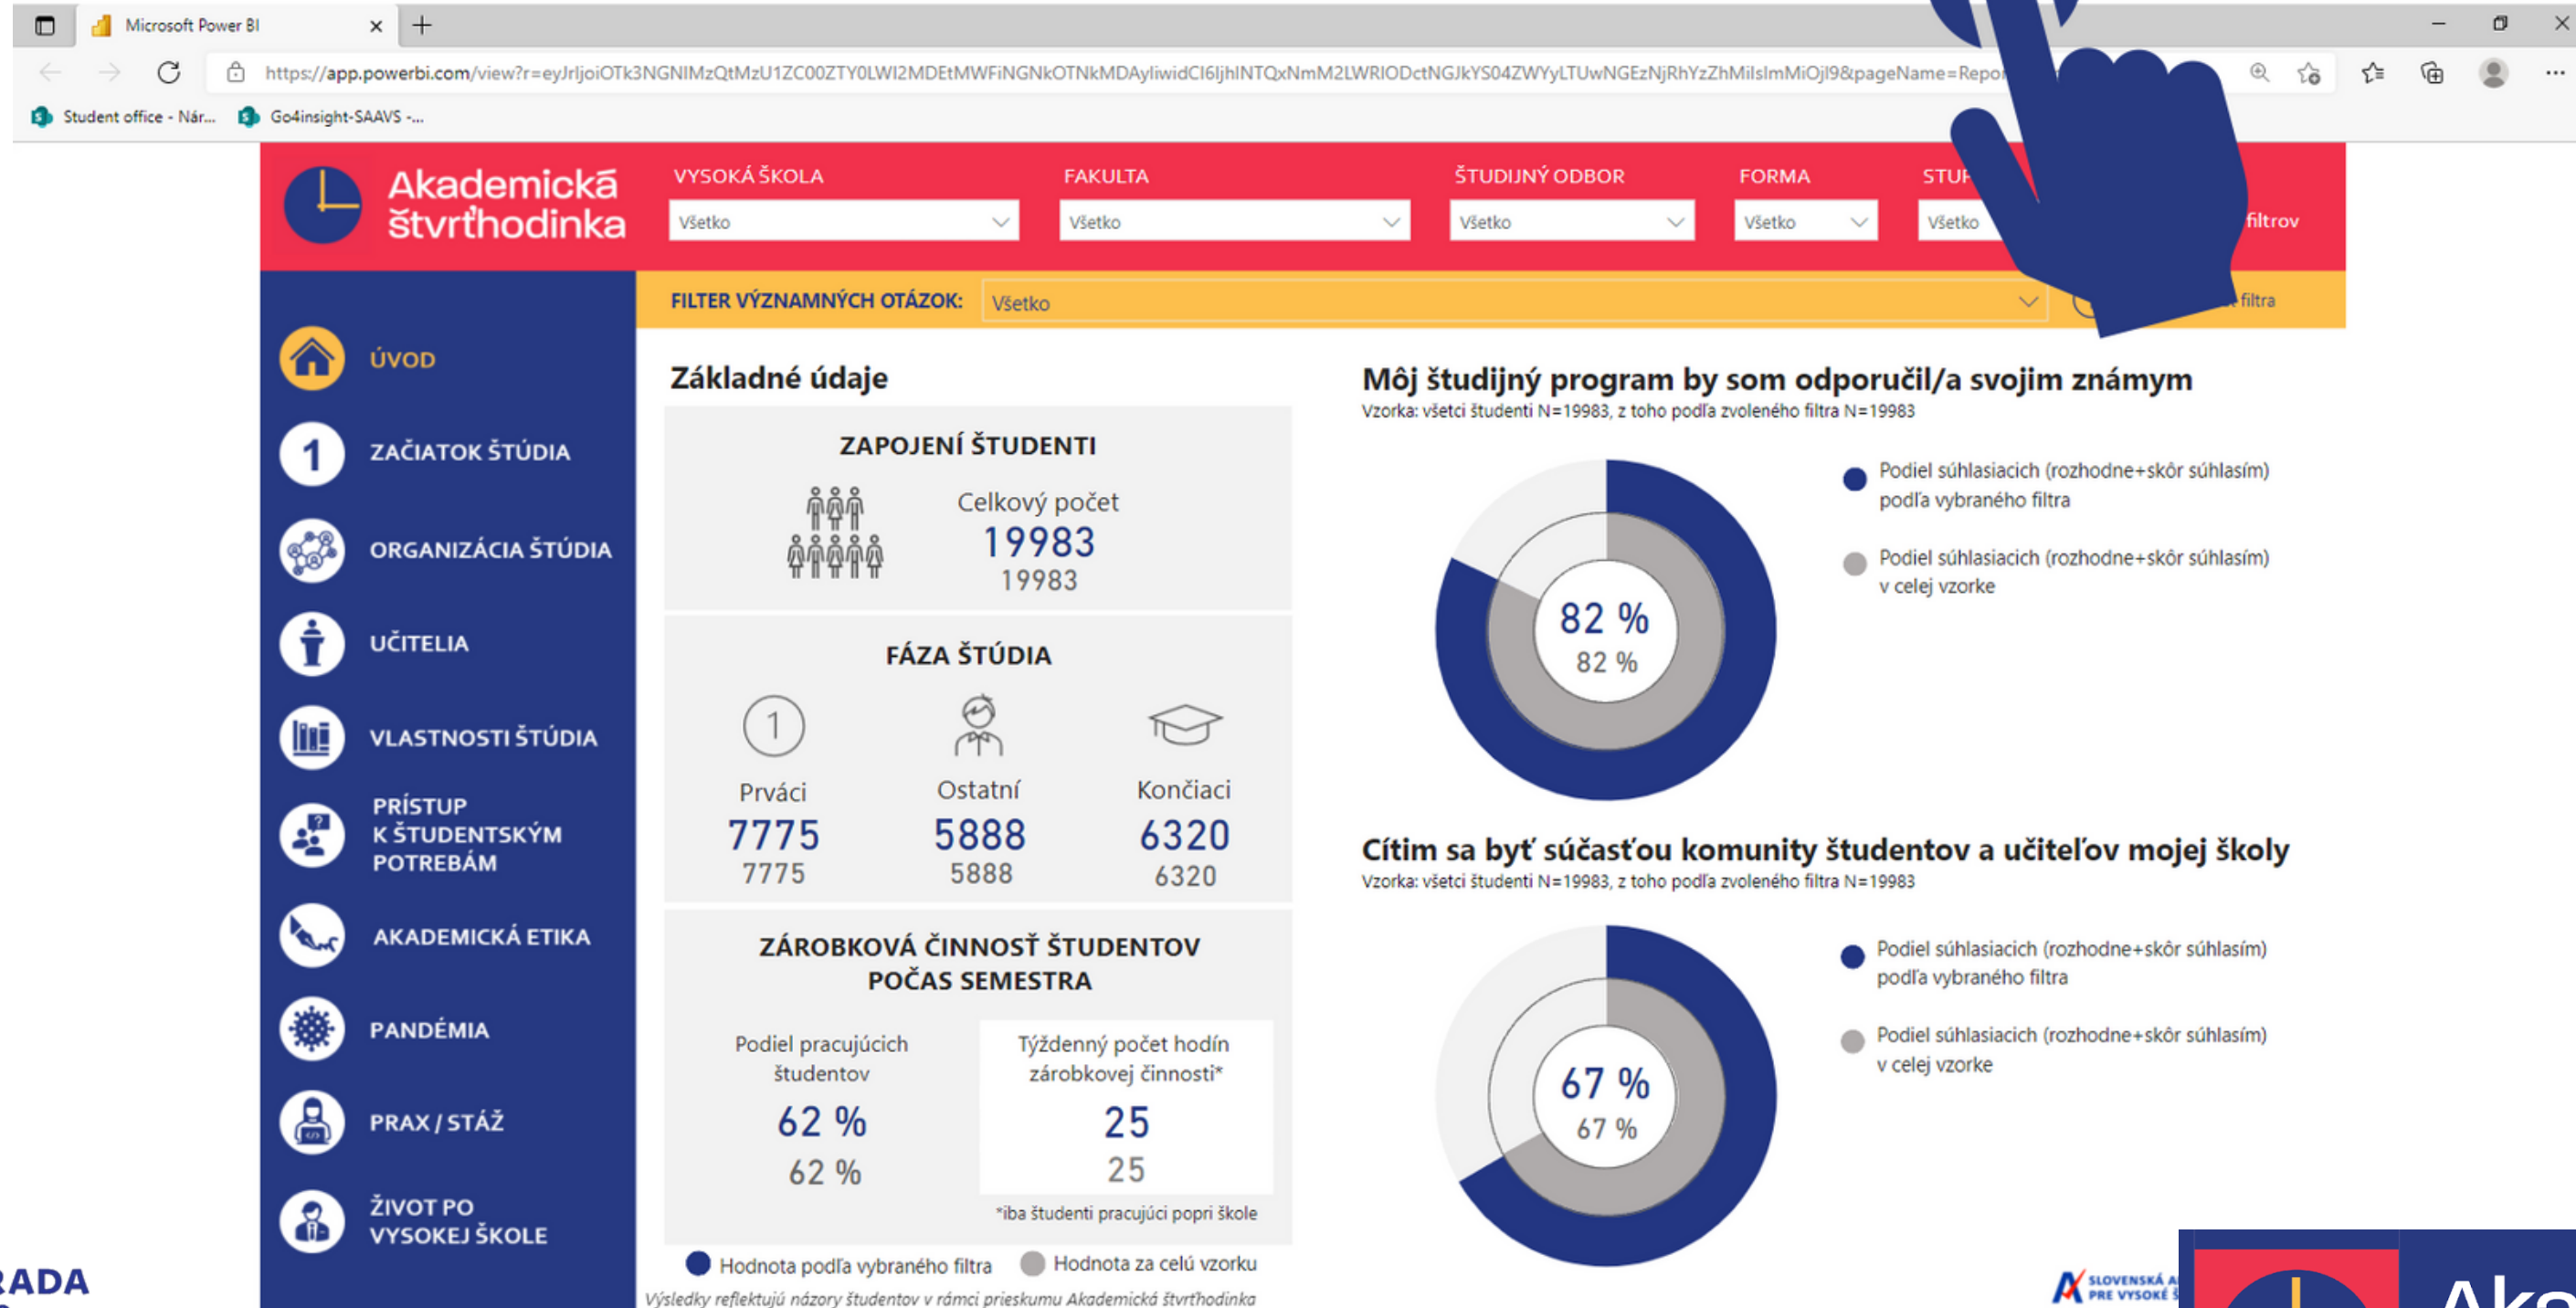 Microsoft Power BI
Student office - Nár...
Go4insight-SAAVS -...
Akademická
štvrťhodinka
VYSOKÁ ŠKOLA
FAKULTA
ŠTUDIJNÝ ODBOR
FORMA
Všetko
Všetko
Všetko
Všetko
Všetko
filtrov
FILTER VÝZNAMNÝCH OTÁZOK:
Všetko
filtra
ÚVOD
ZAČIATOK ŠTÚDIA
ORGANIZÁCIA ŠTÚDIA
UČITELIA
VLASTNOSTI ŠTÚDIA
PRÍSTUP
K ŠTUDENTSKÝM
POTREBÁM
AKADEMICKÁ ETIKA
PANDÉMIA
PRAX / STÁŽ
ŽIVOT PO
VYSOKEJ ŠKOLE
Základné údaje
ZAPOJENÍ ŠTUDENTI
Celkový počet
19983
19983
FÁZA ŠTÚDIA
1
Prváci
Ostatní
Končiaci
7775
5888
6320
7775
5888
6320
ZÁROBKOVÁ ČINNOSŤ ŠTUDENTOV
POČAS SEMESTRA
Podiel pracujúcich
študentov
62 %
62 %
Týždenný počet hodín
zárobkovej činnosti*
25
25
*iba študenti pracujúci popri škole
Hodnota podľa vybraného filtra
Hodnota za celú vzorku
Výsledky reflektujú názory študentov v rámci prieskumu Akademická štvrťhodinka
Môj študijný program by som odporučil/a svojim známym
Vzorka: všetci študenti N=19983, z toho podľa zvoleného filtra N=19983
82 %
82 %
Podiel súhlasiacich (rozhodne+skôr súhlasím)
podľa vybraného filtra
Podiel súhlasiacich (rozhodne+skôr súhlasím)
v celej vzorke
Cítim sa byť súčasťou komunity študentov a učiteľov mojej školy
Vzorka: všetci študenti N=19983, z toho podľa zvoleného filtra N=19983
67 %
67 %
Podiel súhlasiacich (rozhodne+skôr súhlasím)
podľa vybraného filtra
Podiel súhlasiacich (rozhodne+skôr súhlasím)
v celej vzorke
SLOVENSKÁ
PRE VYSOKÉ
RADA